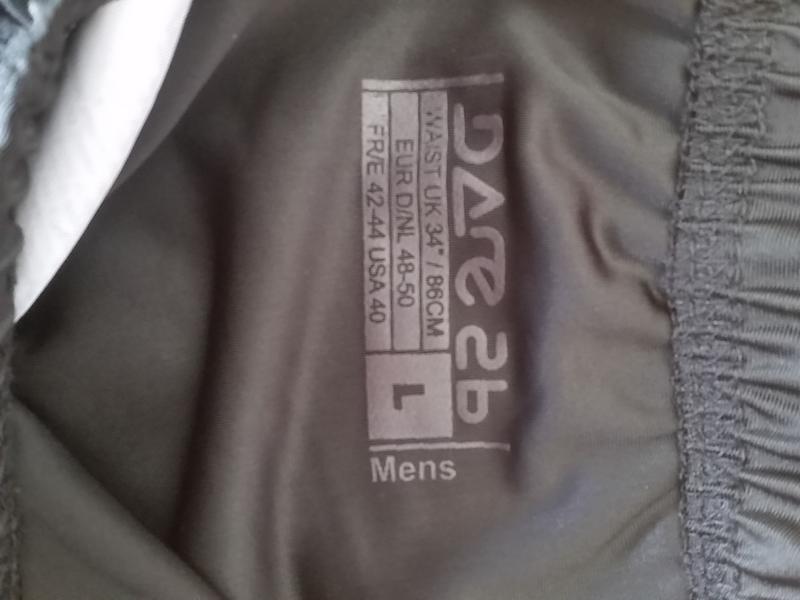 Dare 2b
WAIST UK 34" / 86CM
EUR D/NL 48-50
FR/E 42-44 USA 40
L
Mens